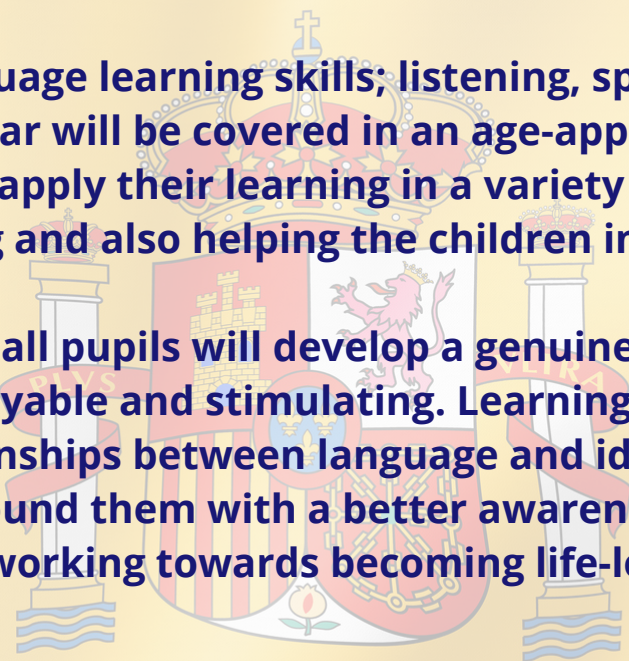 uage learning skills; listening, sp
ar will be covered in an age-app
apply their learning in a variety
g and also helping the children in
all pupils will develop a genuine
PLVS
VLTRA
yable and stimulating. Learning
nships between language and id
und them with a better awaren
working towards becoming life-l